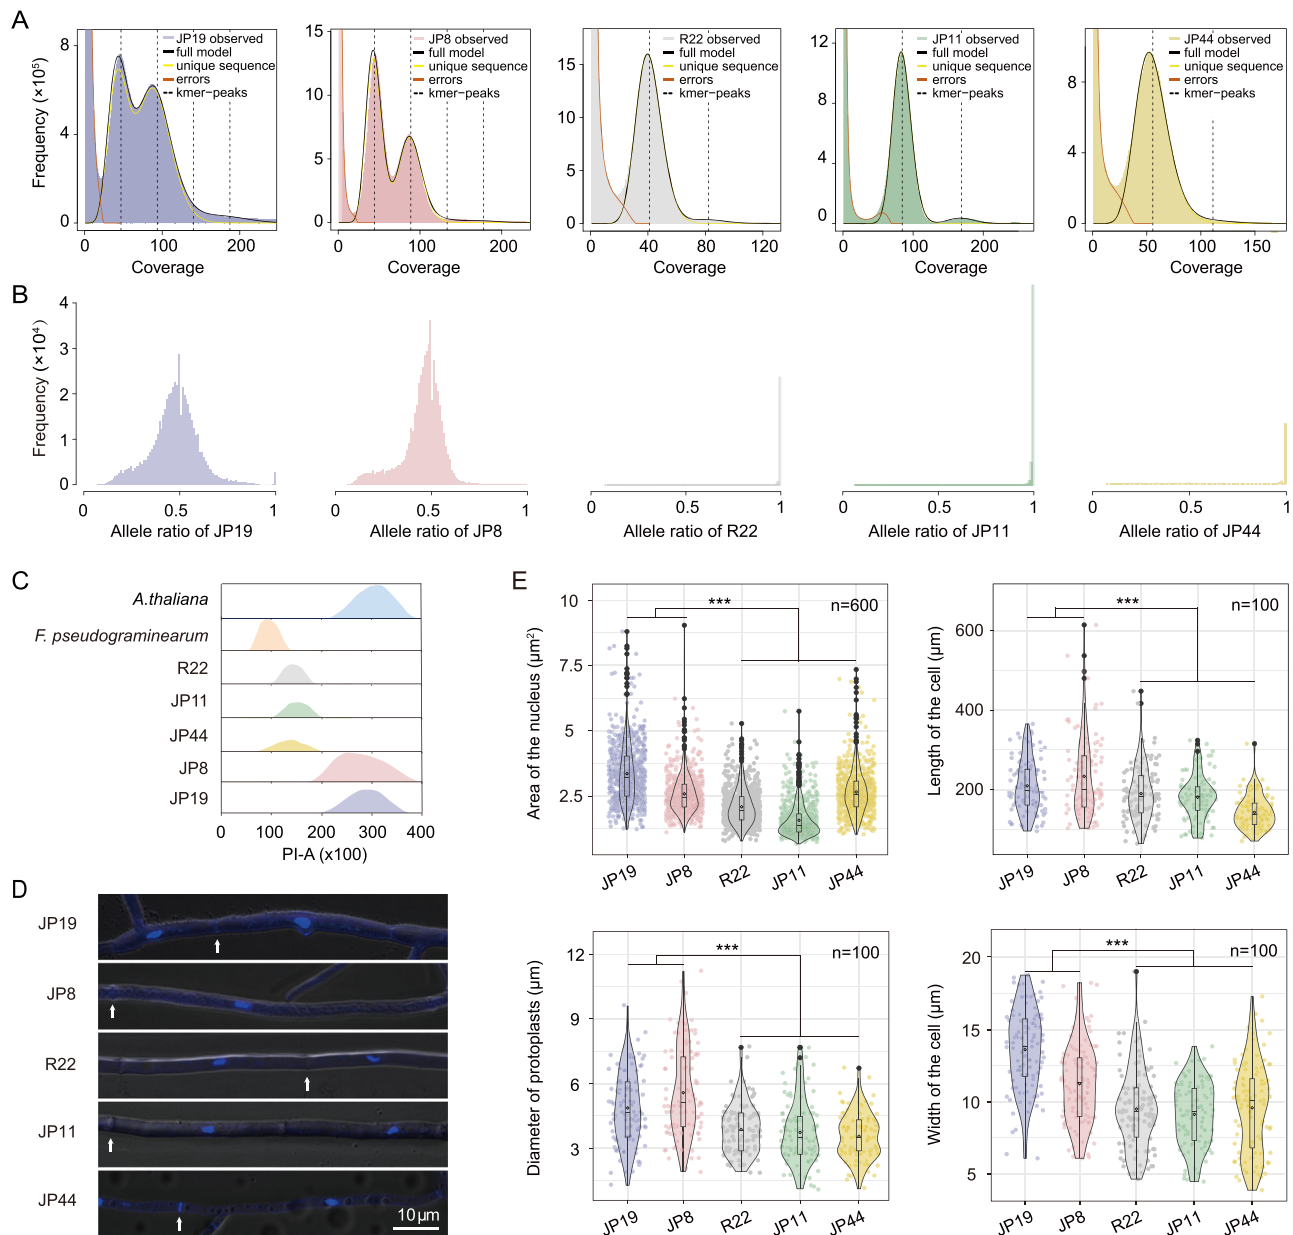 A
JP19 observed
full model
unique sequence
errors
kmer−peaks
Frequency (×10⁵)
8
4
0
0
100
200
Coverage
JP8 observed
full model
unique sequence
errors
kmer−peaks
15
10
5
0
0
100
200
Coverage
R22 observed
full model
unique sequence
errors
kmer−peaks
15
10
5
0
0
40
80
120
Coverage
JP11 observed
full model
unique sequence
errors
kmer−peaks
12
8
4
0
0
100
200
Coverage
JP44 observed
full model
unique sequence
errors
kmer−peaks
8
4
0
0
50
100
150
Coverage
B
Frequency (×10⁴)
4
3
2
1
0
0
0.5
1
Allele ratio of JP19
0
0.5
1
Allele ratio of JP8
0
0.5
1
Allele ratio of R22
0
0.5
1
Allele ratio of JP11
0
0.5
1
Allele ratio of JP44
C
A.thaliana
F. pseudograminearum
R22
JP11
JP44
JP8
JP19
0
100
200
300
400
PI-A (x100)
D
JP19
JP8
R22
JP11
JP44
10 µm
E
Area of the nucleus (µm²)
10
7.5
5
2.5
***
n=600
JP19
JP8
R22
JP11
JP44
Length of the cell (µm)
600
400
200
***
n=100
JP19
JP8
R22
JP11
JP44
Diameter of protoplasts (µm)
12
9
6
3
***
n=100
JP19
JP8
R22
JP11
JP44
Width of the cell (µm)
20
15
10
5
***
n=100
JP19
JP8
R22
JP11
JP44